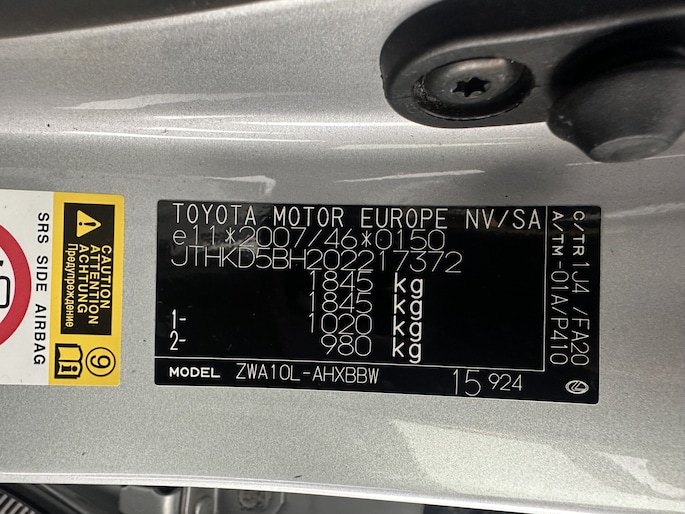 SRS SIDE AIRBAG
CAUTION
ATTENTION
ACHTUNG
Предупреждение
9
TOYOTA MOTOR EUROPE NV/SA
e11*2007/46*0150
JTHKD5BH202217372
1845 kg
1845 kg
1- 1020 kg
2- 980 kg
MODEL ZWA10L-AHXBBW 15 924
C/TR 1J4 /FA20
A/TM -01A/P410